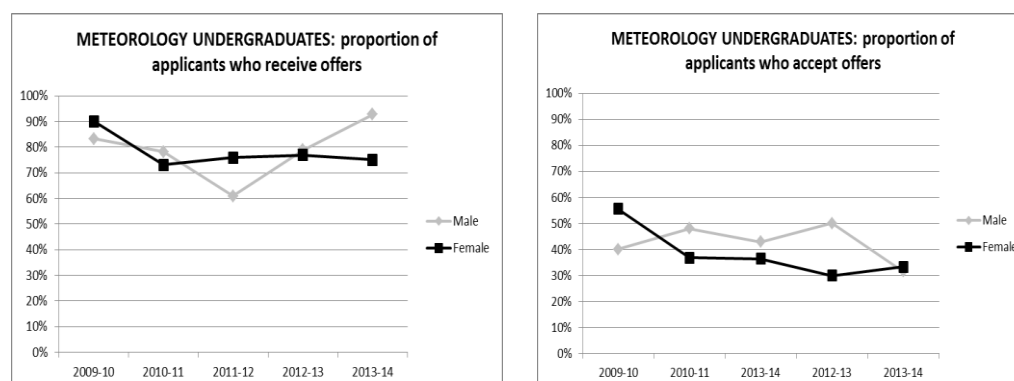 METEOROLOGY UNDERGRADUATES: proportion of
applicants who receive offers
100%
90%
80%
70%
60%
50%
40%
30%
20%
10%
0%
2009-10 2010-11 2011-12 2012-13 2013-14
Male
Female
METEOROLOGY UNDERGRADUATES: proportion of
applicants who accept offers
100%
90%
80%
70%
60%
50%
40%
30%
20%
10%
0%
2009-10 2010-11 2013-14 2012-13 2013-14
Male
Female